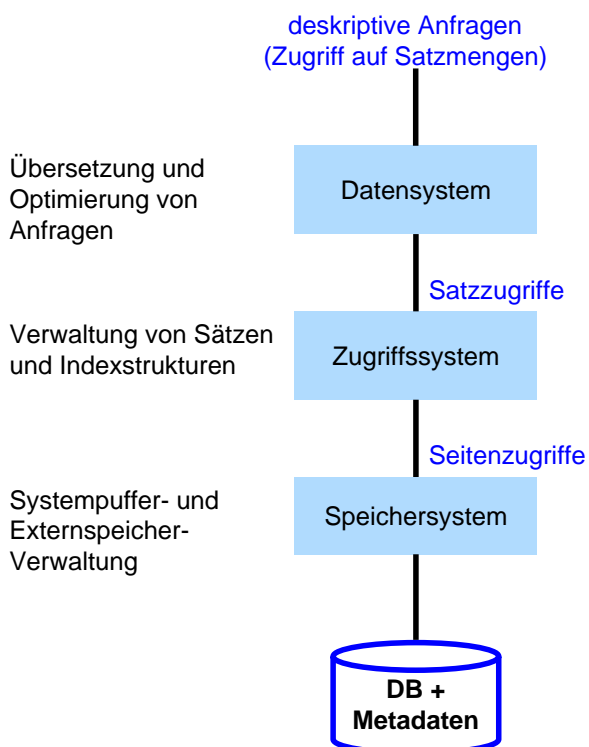 deskriptive Anfragen
(Zugriff auf Satzmengen)
Übersetzung und
Optimierung von
Anfragen
Datensystem
Satzzugriffe
Verwaltung von Sätzen
und Indexstrukturen
Zugriffssystem
Seitenzugriffe
Systempuffer- und
Externspeicher-
Verwaltung
Speichersystem
DB +
Metadaten